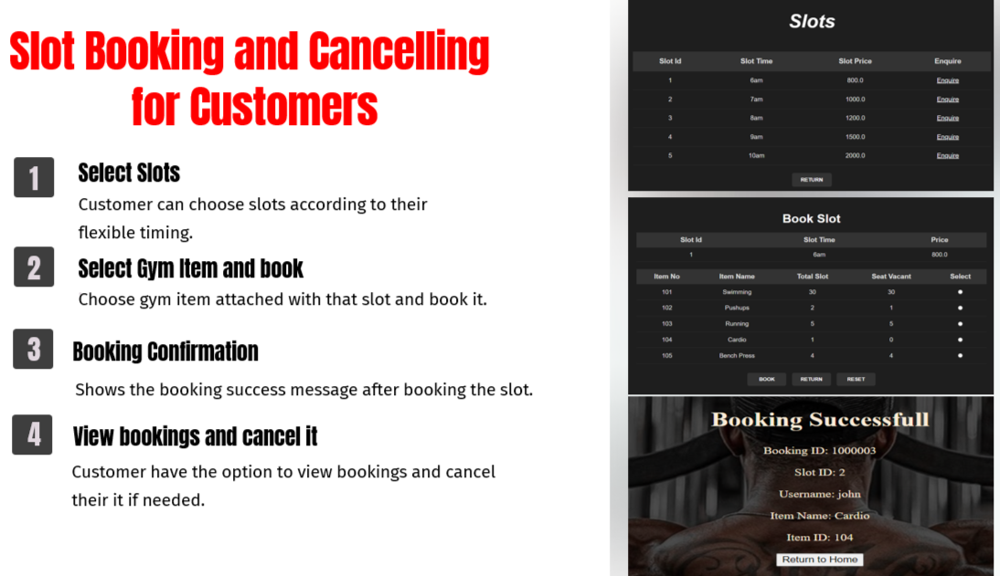 Slot Booking and Cancelling
for Customers
1
Select Slots
Customer can choose slots according to their
flexible timing.
2
Select Gym Item and book
Choose gym item attached with that slot and book it.
3
Booking Confirmation
Shows the booking success message after booking the slot.
4
View bookings and cancel it
Customer have the option to view bookings and cancel
their it if needed.
Slots
Slot Id Slot Time Slot Price Enquire
1 6am 800.0 Enquire
2 7am 1000.0 Enquire
3 8am 1200.0 Enquire
4 9am 1500.0 Enquire
5 10am 2000.0 Enquire
RETURN
Book Slot
Slot Id Slot Time Price
1 6am 800.0
Item No Item Name Total Slot Seat Vacant Select
101 Swimming 30 30
102 Pushups 2 1
103 Running 5 5
104 Cardio 1 0
105 Bench Press 4 4
BOOK RETURN RESET
Booking Successfull
Booking ID: 1000003
Slot ID: 2
Username: john
Item Name: Cardio
Item ID: 104
Return to Home